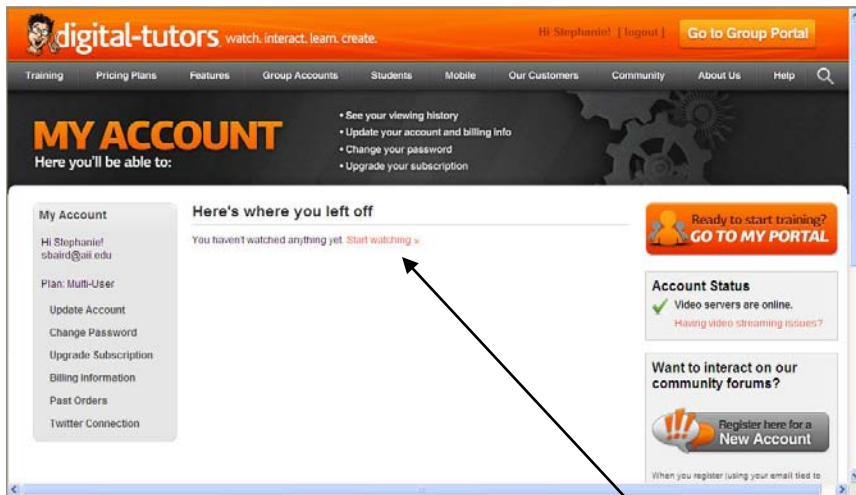 digital-tutors watch. interact. learn. create.
Hi Stephanie! [ logout ]
Go to Group Portal
Training Pricing Plans Features Group Accounts Students Mobile Our Customers Community About Us Help
MY ACCOUNT
Here you'll be able to:
• See your viewing history
• Update your account and billing info
• Change your password
• Upgrade your subscription
My Account
Hi Stephanie!
sbaird@aii.edu
Plan: Multi-User
Update Account
Change Password
Upgrade Subscription
Billing Information
Past Orders
Twitter Connection
Here's where you left off
You haven't watched anything yet. Start watching »
Ready to start training?
GO TO MY PORTAL
Account Status
Video servers are online.
Having video streaming issues?
Want to interact on our
community forums?
Register here for a
New Account
When you register (using your email tied to